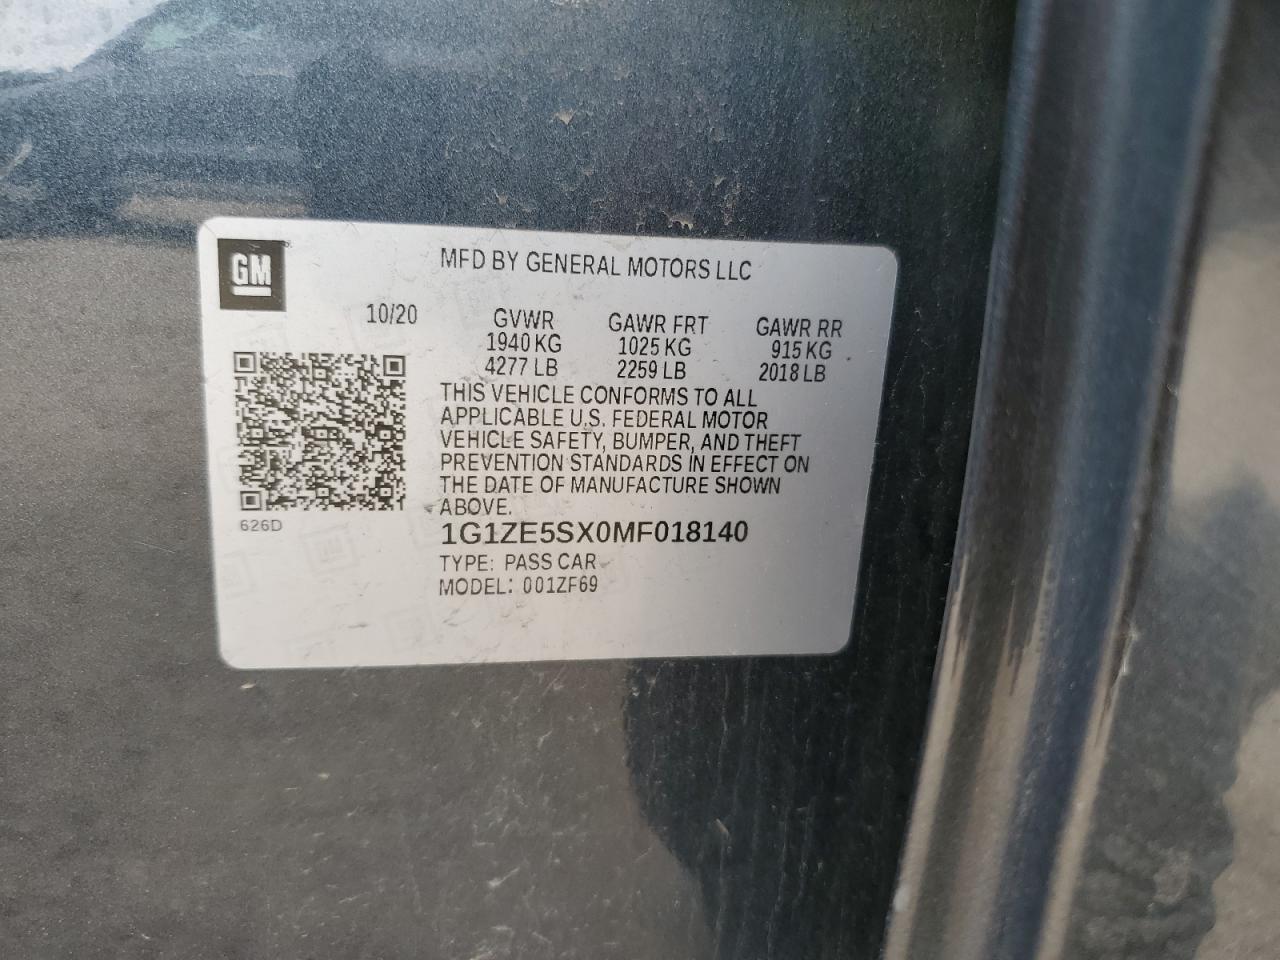 GM
MFD BY GENERAL MOTORS LLC
10/20
GVWR GAWR FRT GAWR RR
1940 KG 1025 KG 915 KG
4277 LB 2259 LB 2018 LB
THIS VEHICLE CONFORMS TO ALL
APPLICABLE U.S. FEDERAL MOTOR
VEHICLE SAFETY, BUMPER, AND THEFT
PREVENTION STANDARDS IN EFFECT ON
THE DATE OF MANUFACTURE SHOWN
ABOVE.
626D
1G1ZE5SX0MF018140
TYPE: PASS CAR
MODEL: 001ZF69